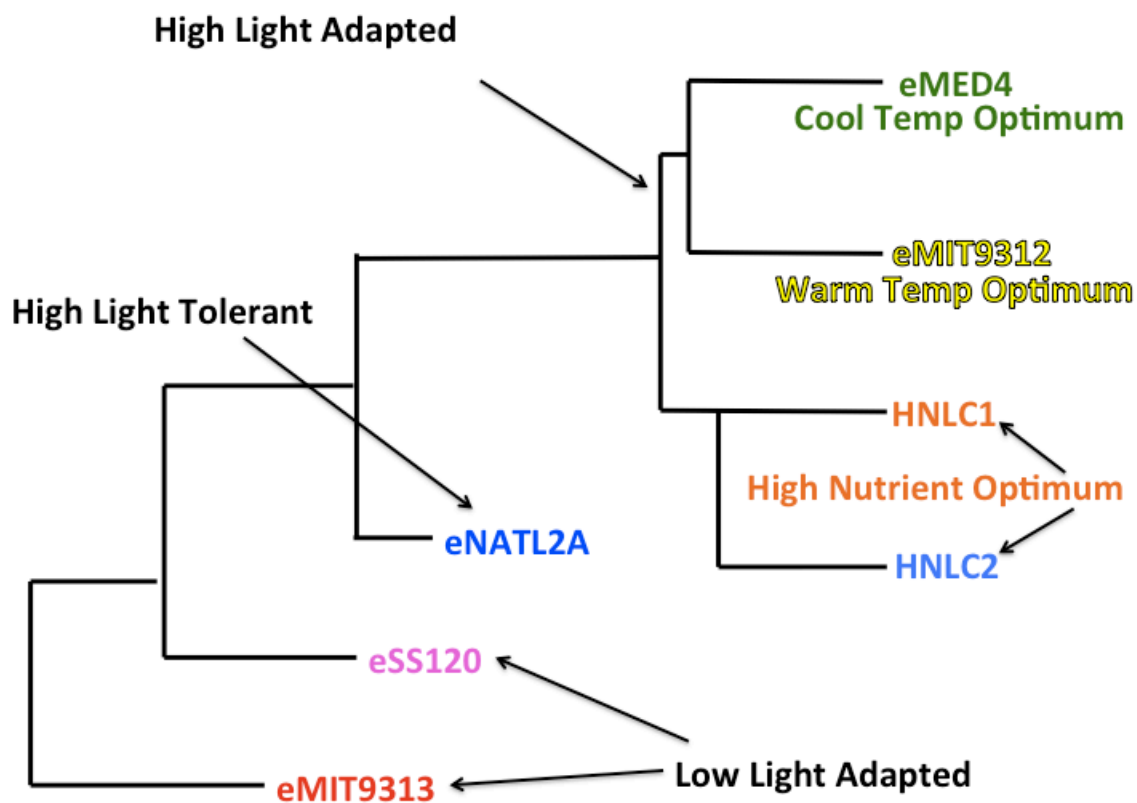 High Light Adapted
eMED4
Cool Temp Optimum
eMIT9312
Warm Temp Optimum
High Light Tolerant
HNLC1
High Nutrient Optimum
eNATL2A
HNLC2
eSS120
Low Light Adapted
eMIT9313